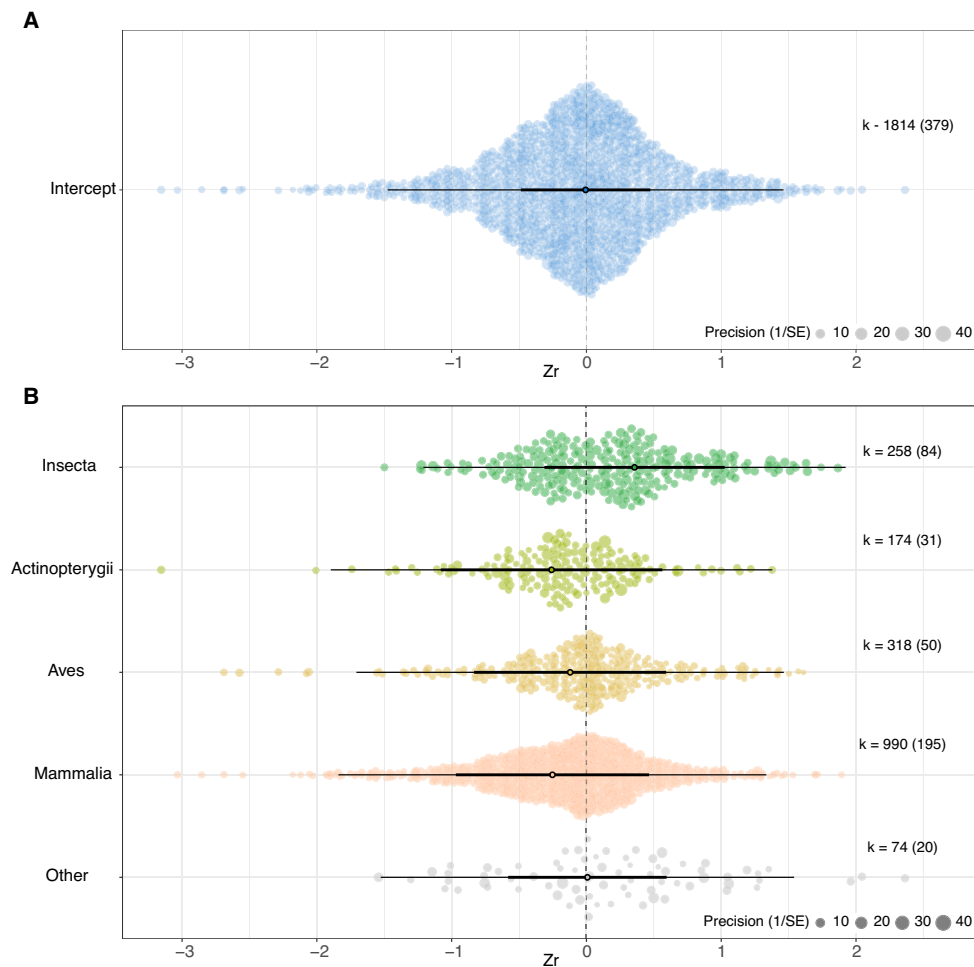 A
k - 1814 (379)
Intercept
Precision (1/SE) 10 20 30 40
−3 −2 −1 0 1 2
Zr
B
Insecta k = 258 (84)
Actinopterygii k = 174 (31)
Aves k = 318 (50)
Mammalia k = 990 (195)
Other k = 74 (20)
Precision (1/SE) 10 20 30 40
−3 −2 −1 0 1 2
Zr